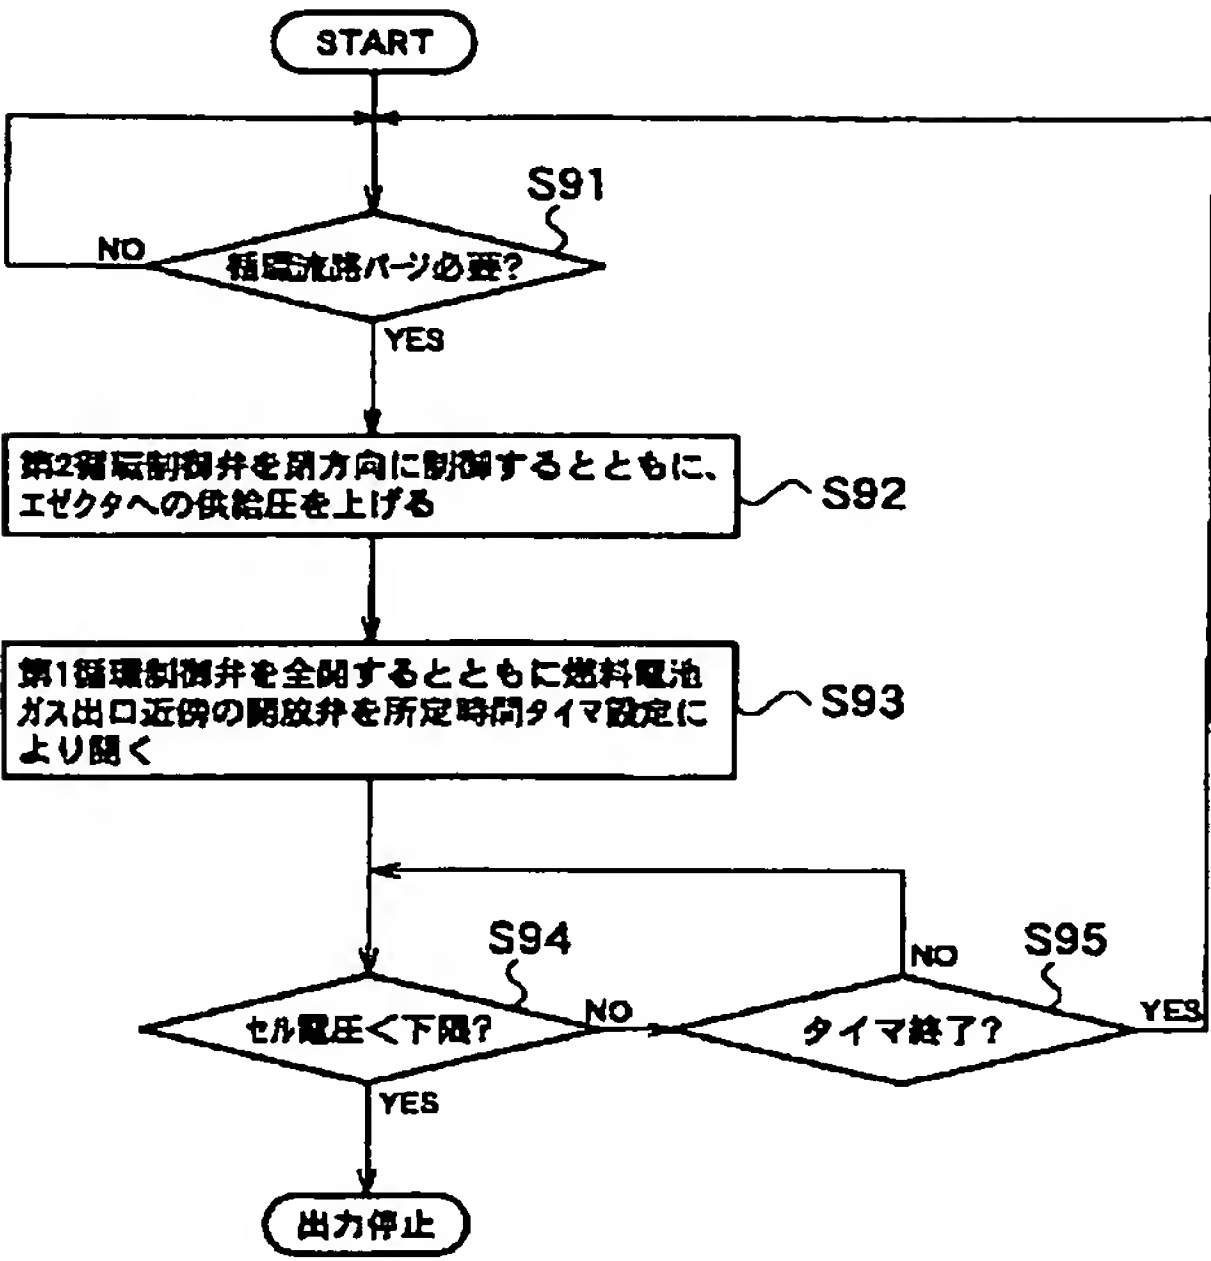 START
S91
NO
循環流路パージ必要?
YES
第2循環制御弁を閉方向に制御するとともに、
エゼクタへの供給圧を上げる
S92
第1循環制御弁を全開するとともに燃料電池
ガス出口近傍の開放弁を所定時間タイマ設定に
より開く
S93
S94
セル電圧<下限?
NO
YES
S95
NO
タイマ終了?
YES
出力停止